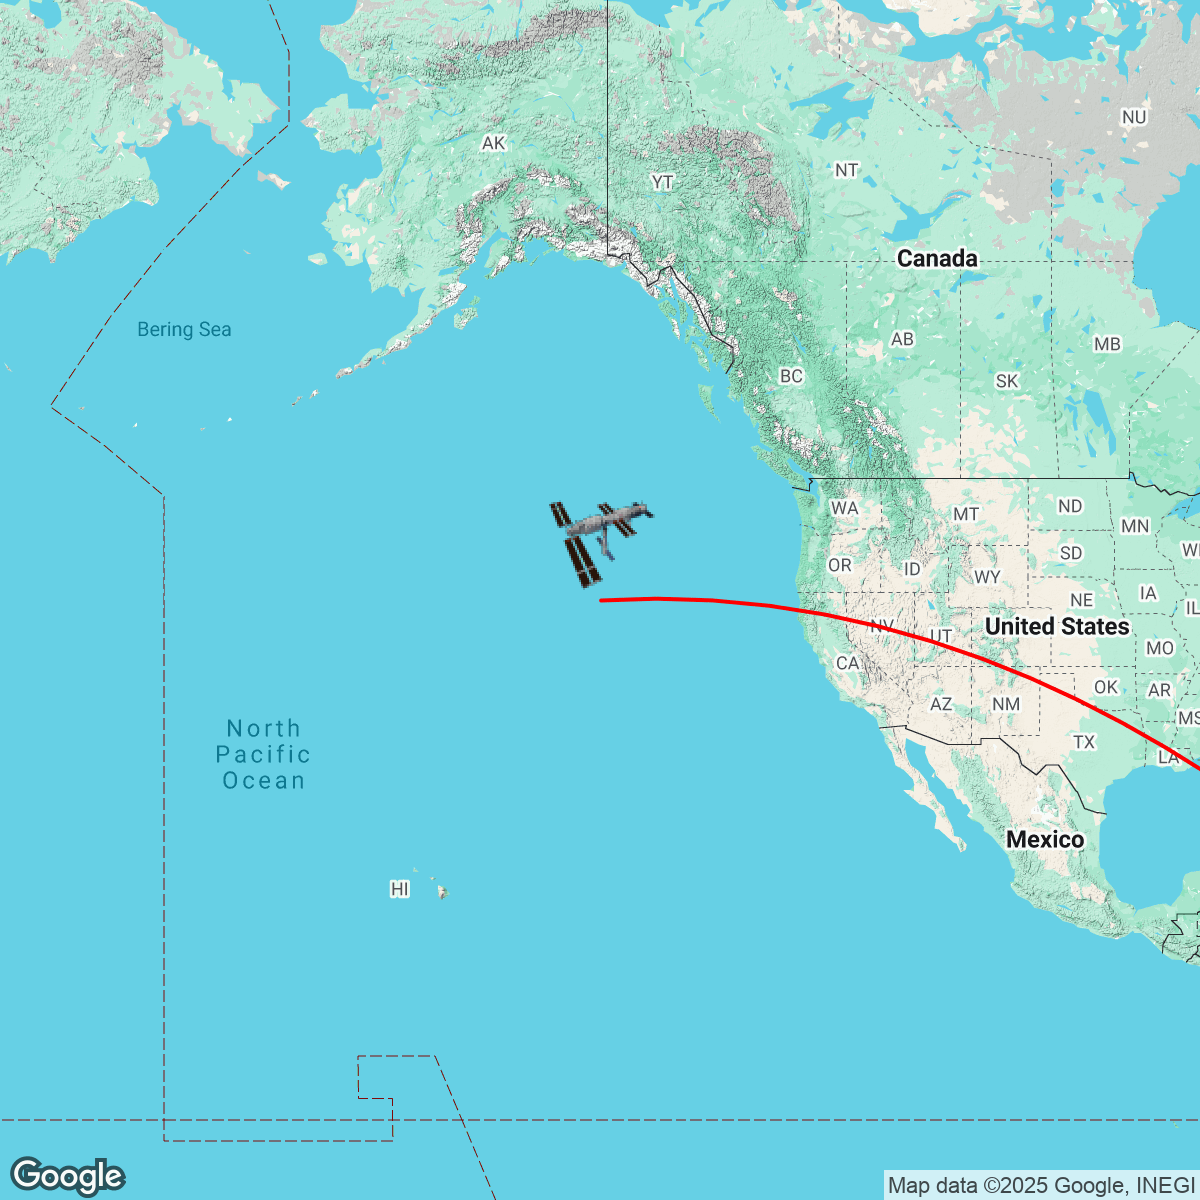 NU
AK
NT
YT
Canada
Bering Sea
AB
MB
BC
SK
WA
MT
ND
MN
WI
SD
OR
ID
WY
IA
NE
IL
NV
United States
UT
MO
CA
OK
AR
AZ
NM
MS
North
Pacific
Ocean
TX
LA
Mexico
HI
Google
Map data ©2025 Google, INEGI